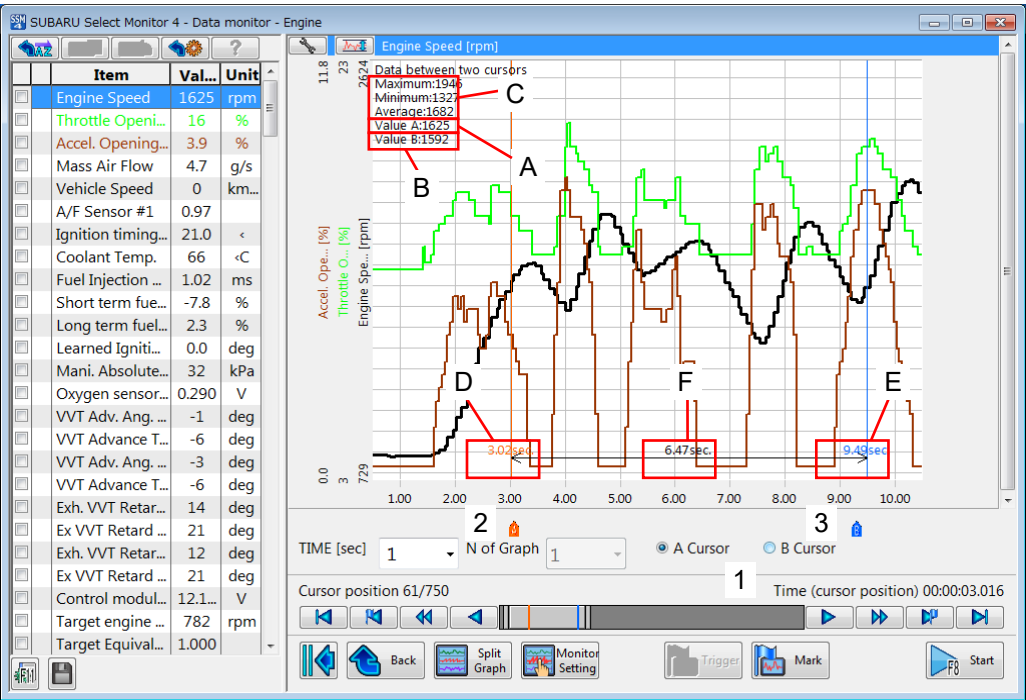 SSM 4 SUBARU Select Monitor 4 - Data monitor - Engine
AZ ?
Item Val... Unit
Engine Speed 1625 rpm
Throttle Openi... 16 %
Accel. Opening... 3.9 %
Mass Air Flow 4.7 g/s
Vehicle Speed 0 km...
A/F Sensor #1 0.97
Ignition timing... 21.0 ‹
Coolant Temp. 66 ‹C
Fuel Injection ... 1.02 ms
Short term fue... -7.8 %
Long term fuel... 2.3 %
Learned Igniti... 0.0 deg
Mani. Absolute... 32 kPa
Oxygen sensor... 0.290 V
VVT Adv. Ang. ... -1 deg
VVT Advance T... -6 deg
VVT Adv. Ang. ... -3 deg
VVT Advance T... -6 deg
Exh. VVT Retar... 14 deg
Ex VVT Retard ... 21 deg
Exh. VVT Retar... 12 deg
Ex VVT Retard ... 21 deg
Control modul... 12.1... V
Target engine ... 782 rpm
Target Equival... 1.000
Engine Speed [rpm]
11.8
23
2624
Data between two cursors
Maximum:1946
Minimum:1327
Average:1682
Value A:1625
Value B:1592
C
A
B
Accel. Ope... [%]
Throttle O... [%]
Engine Spe... [rpm]
D
F
E
3.02sec.
6.47sec.
9.49sec.
0.0
3
729
1.00 2.00 3.00 4.00 5.00 6.00 7.00 8.00 9.00 10.00
2
3
TIME [sec] 1 N of Graph 1 A Cursor B Cursor
1
Cursor position 61/750 Time (cursor position) 00:00:03.016
Back
Split Graph
Monitor Setting
Trigger
Mark
F8 Start